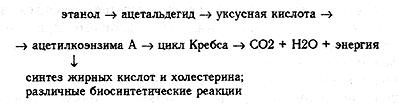 этанол → ацетальдегид → уксусная кислота →
→ ацетилкоэнзима А → цикл Кребса → CO2 + H2O + энергия
↓
синтез жирных кислот и холестерина;
различные биосинтетические реакции